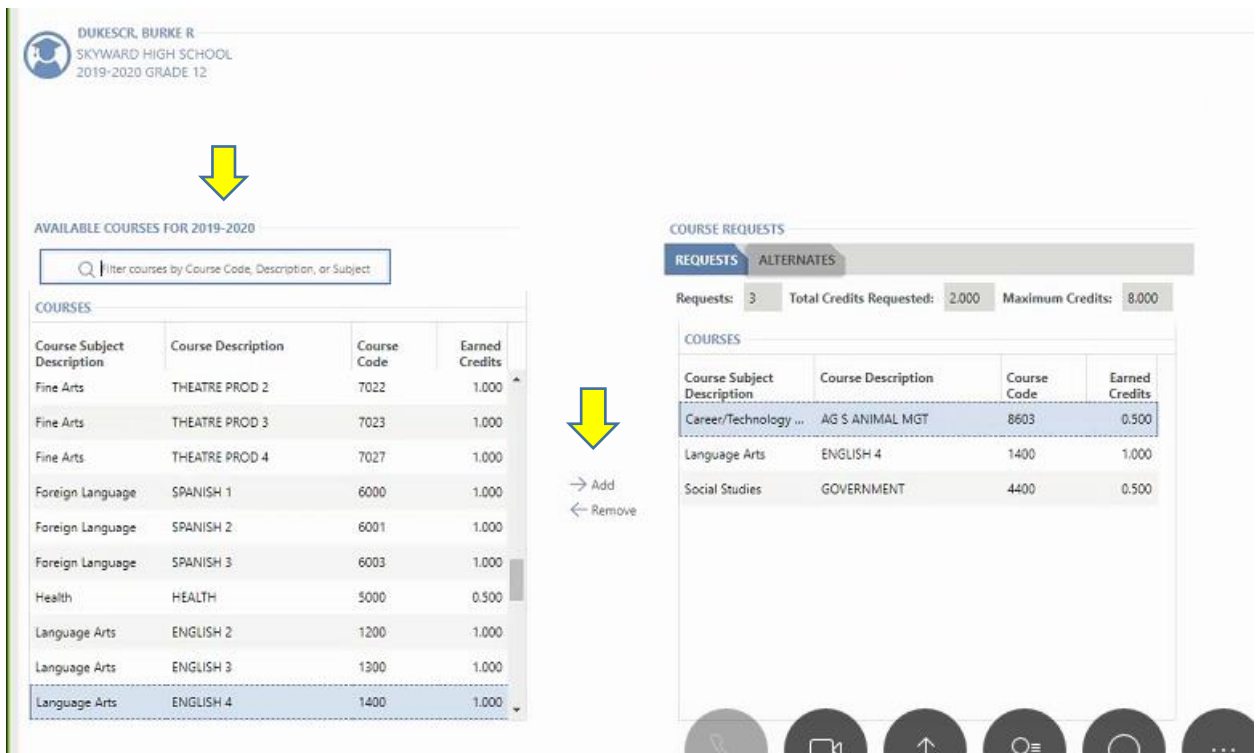 DUKESCR, BURKE R
SKYWARD HIGH SCHOOL
2019-2020 GRADE 12
AVAILABLE COURSES FOR 2019-2020
Filter courses by Course Code, Description, or Subject
COURSES
Course Subject Description Course Description Course Code Earned Credits
Fine Arts THEATRE PROD 2 7022 1.000
Fine Arts THEATRE PROD 3 7023 1.000
Fine Arts THEATRE PROD 4 7027 1.000
Foreign Language SPANISH 1 6000 1.000
Foreign Language SPANISH 2 6001 1.000
Foreign Language SPANISH 3 6003 1.000
Health HEALTH 5000 0.500
Language Arts ENGLISH 2 1200 1.000
Language Arts ENGLISH 3 1300 1.000
Language Arts ENGLISH 4 1400 1.000
Add
Remove
COURSE REQUESTS
REQUESTS ALTERNATES
Requests: 3 Total Credits Requested: 2.000 Maximum Credits: 8.000
COURSES
Course Subject Description Course Description Course Code Earned Credits
Career/Technology ... AG S ANIMAL MGT 8603 0.500
Language Arts ENGLISH 4 1400 1.000
Social Studies GOVERNMENT 4400 0.500